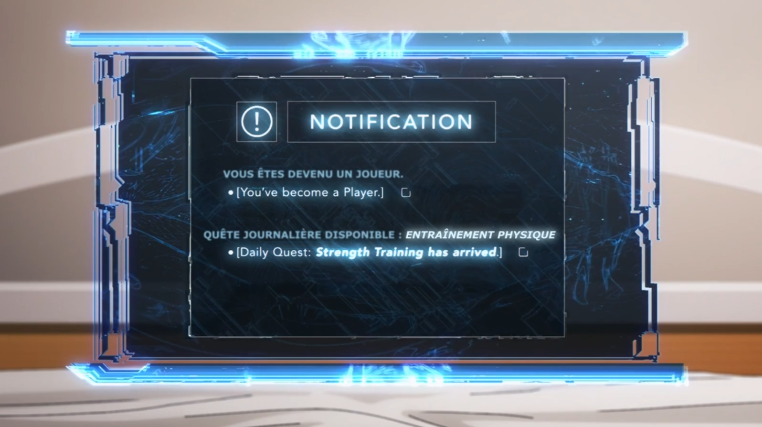 !
NOTIFICATION
VOUS ÊTES DEVENU UN JOUEUR.
• [You've become a Player.]
QUÊTE JOURNALIÈRE DISPONIBLE : ENTRAÎNEMENT PHYSIQUE
• [Daily Quest: Strength Training has arrived.]